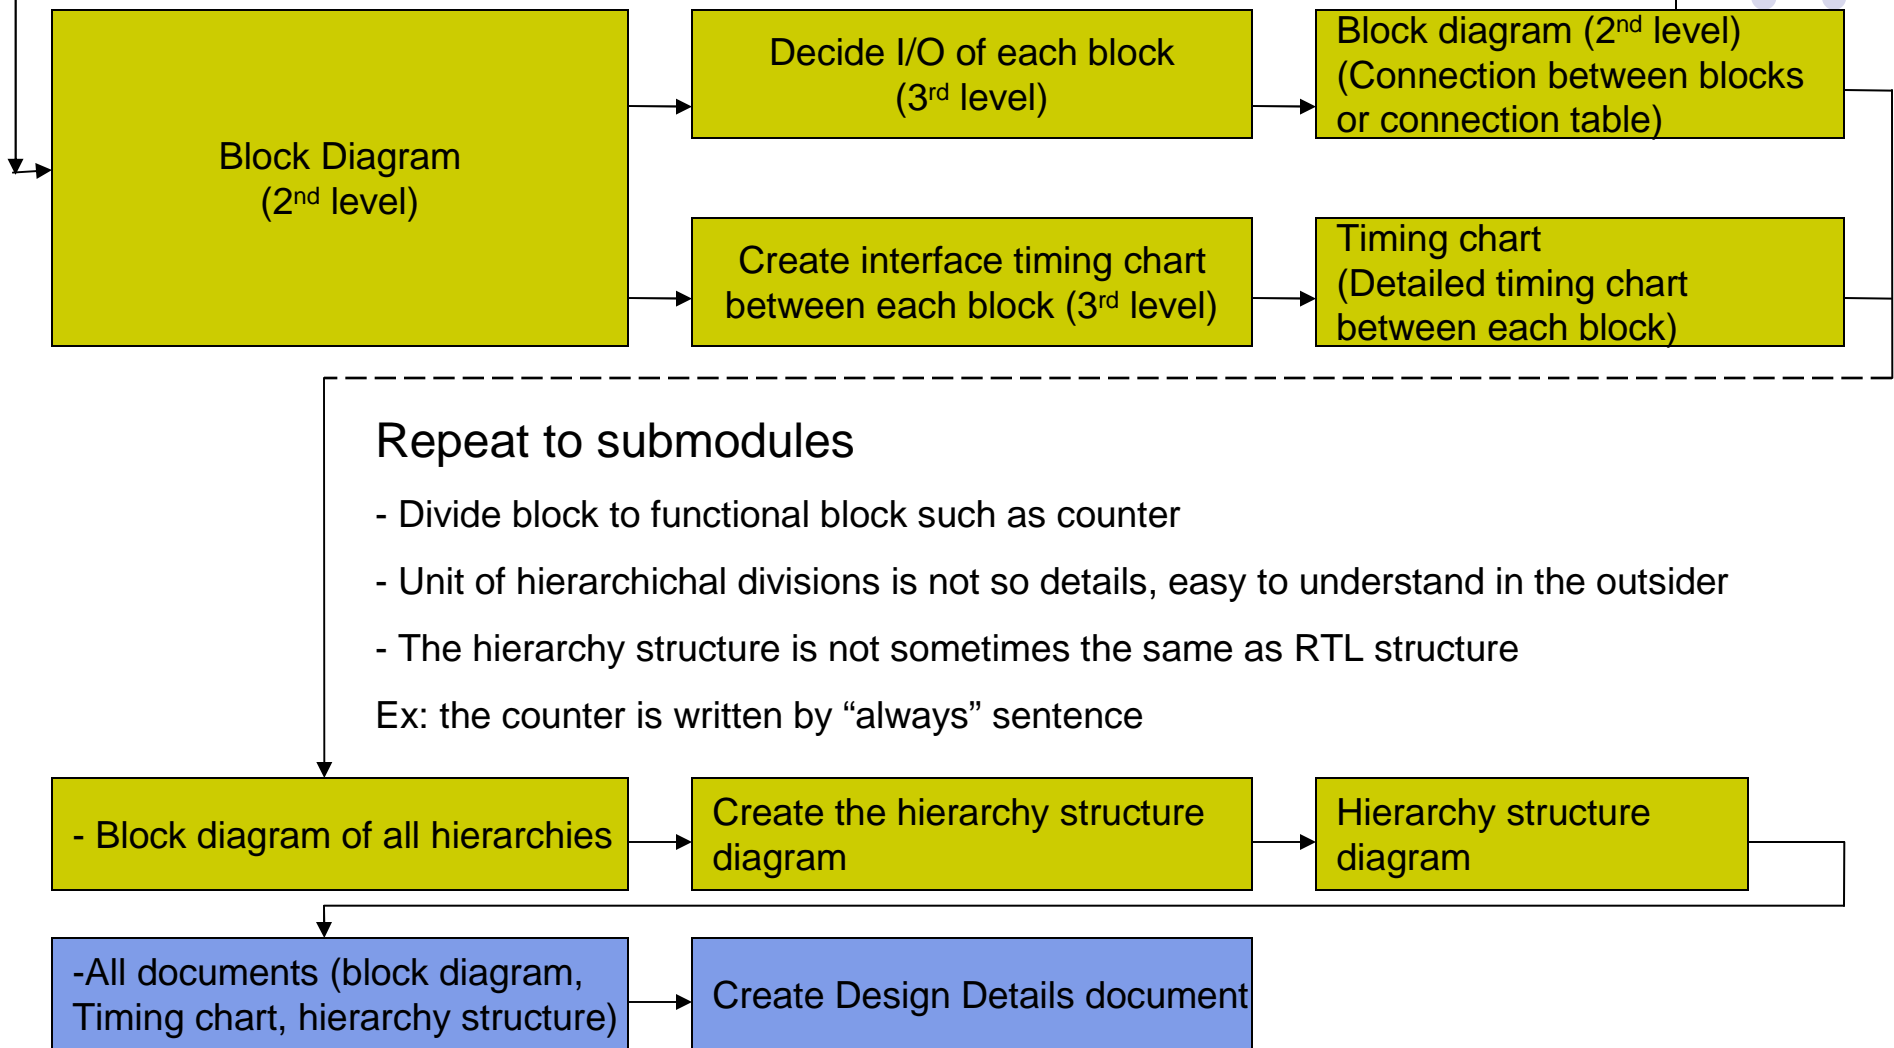 Block Diagram
(2nd level)
Decide I/O of each block
(3rd level)
Block diagram (2nd level)
(Connection between blocks
or connection table)
Create interface timing chart
between each block (3rd level)
Timing chart
(Detailed timing chart
between each block)
Repeat to submodules
- Divide block to functional block such as counter
- Unit of hierarchichal divisions is not so details, easy to understand in the outsider
- The hierarchy structure is not sometimes the same as RTL structure
Ex: the counter is written by “always” sentence
- Block diagram of all hierarchies
Create the hierarchy structure
diagram
Hierarchy structure
diagram
-All documents (block diagram,
Timing chart, hierarchy structure)
Create Design Details document